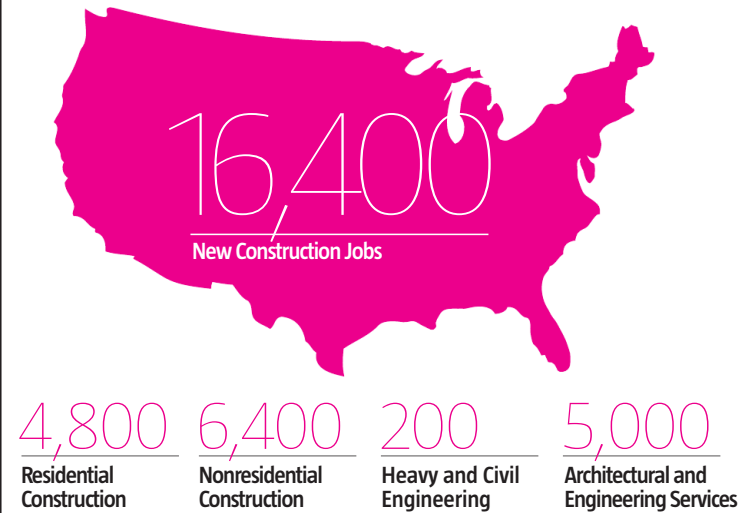 16,400
New Construction Jobs
4,800
Residential
Construction
6,400
Nonresidential
Construction
200
Heavy and Civil
Engineering
5,000
Architectural and
Engineering Services